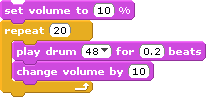 set volume to 10 %
repeat 20
play drum 48 for 0.2 beats
change volume by 10